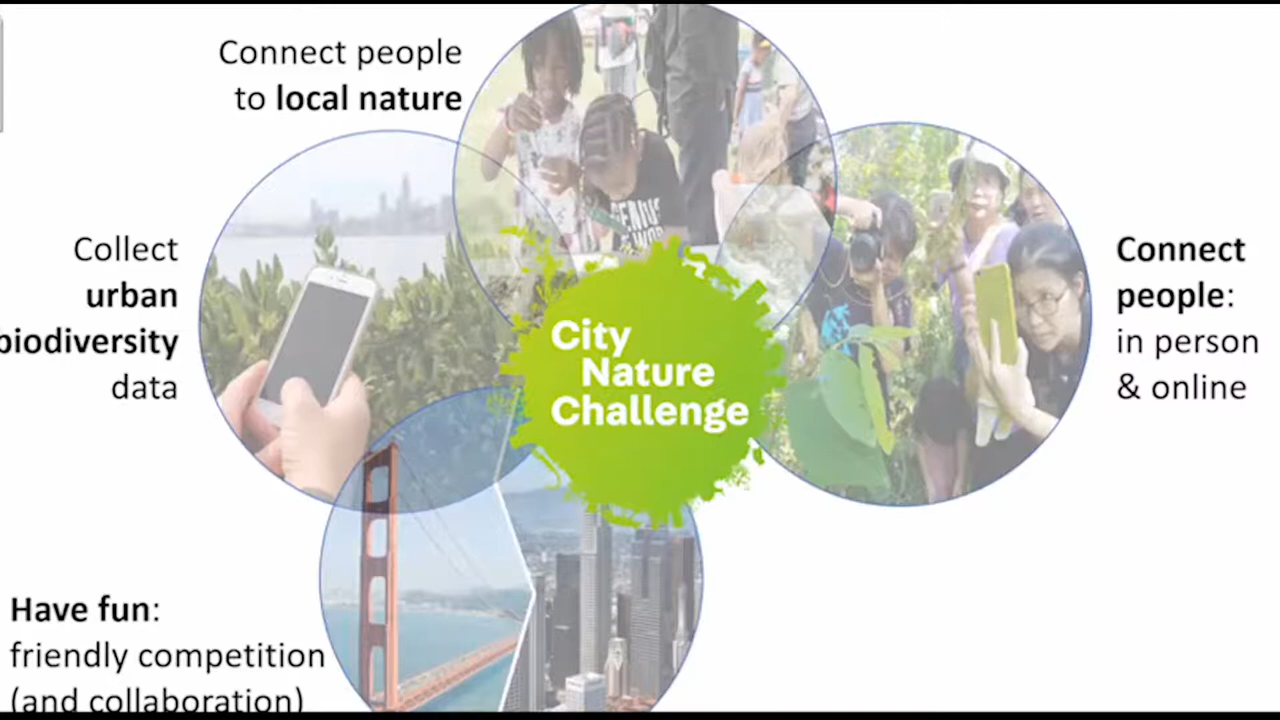 Connect people
to local nature
Collect
urban
biodiversity
data
City
Nature
Challenge
Connect
people:
in person
& online
Have fun:
friendly competition
(and collaboration)
GENIUS